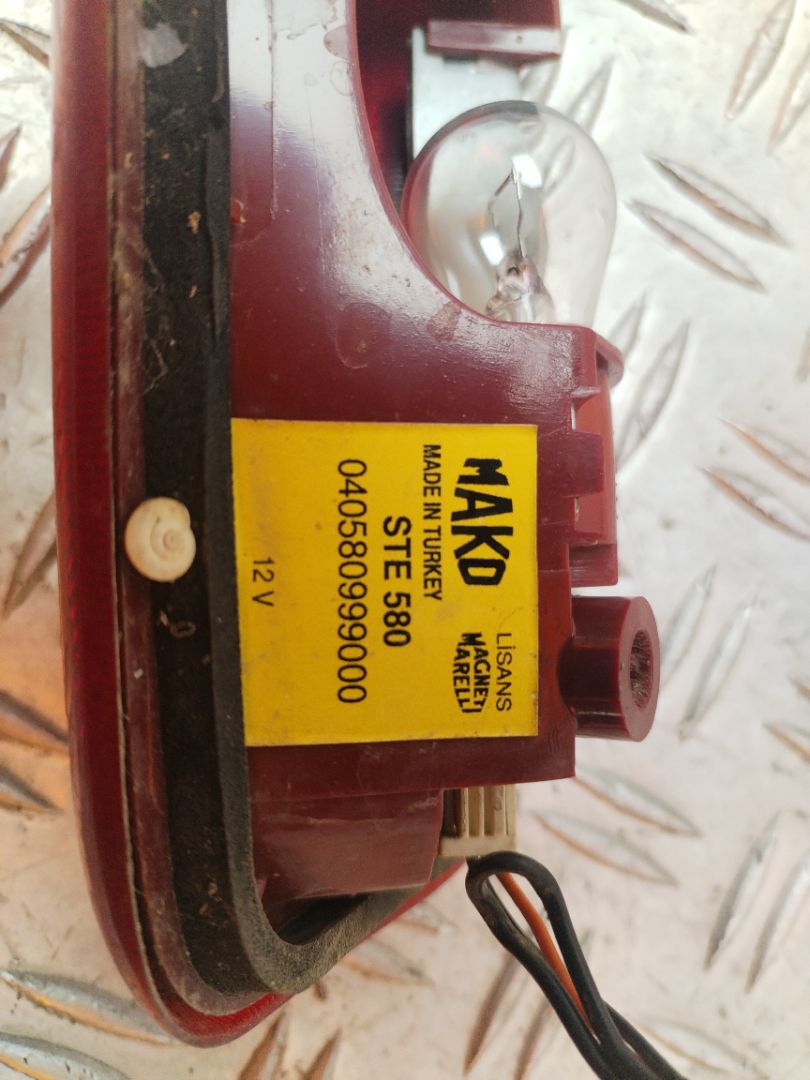 MAKO
LİSANS
MAGNETI
MARELLI
MADE IN TURKEY
STE 580
040580999000
12 V